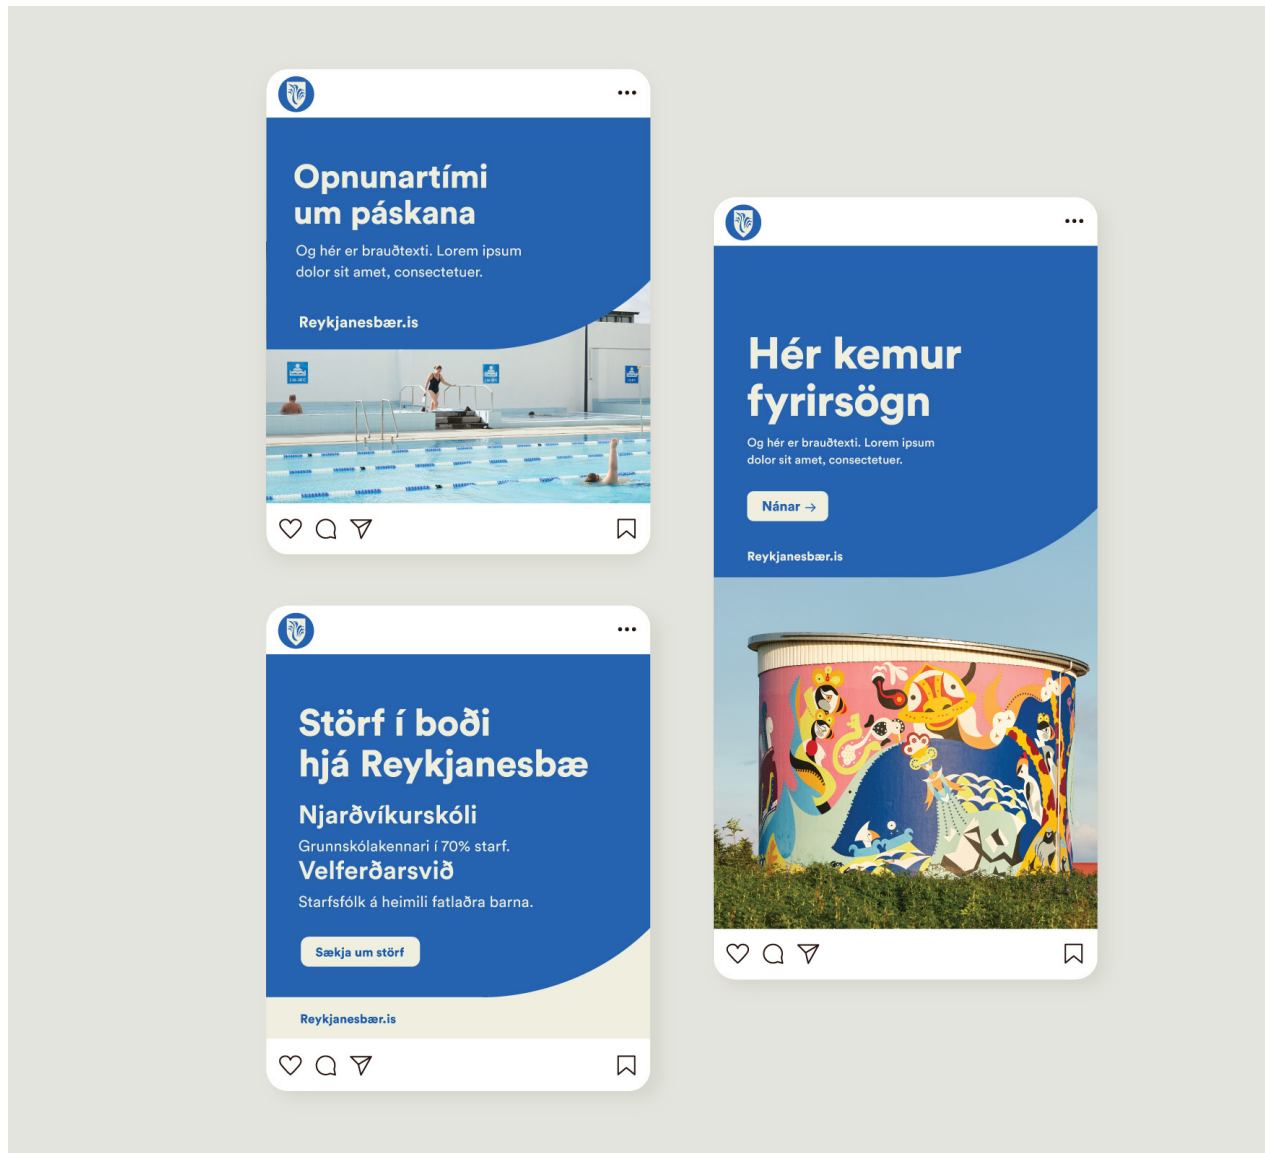 Opnunartími
um páskana
Og hér er brauðtexti. Lorem ipsum
dolor sit amet, consectetuer.
Reykjanesbær.is
Störf í boði
hjá Reykjanesbæ
Njarðvíkurskóli
Grunnskólakennari í 70% starf.
Velferðarsvið
Starfsfólk á heimili fatlaðra barna.
Sækja um störf
Reykjanesbær.is
Hér kemur
fyrirsögn
Og hér er brauðtexti. Lorem ipsum
dolor sit amet, consectetuer.
Nánar →
Reykjanesbær.is